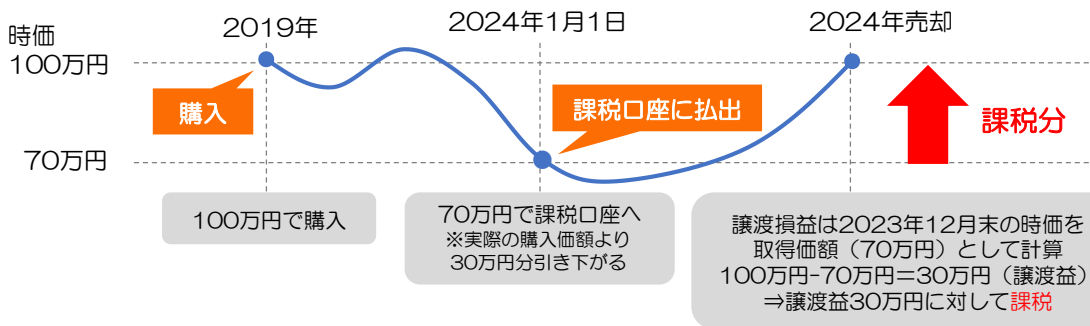 時価
100万円
70万円
2019年
2024年1月1日
2024年売却
購入
課税口座に払出
課税分
100万円で購入
70万円で課税口座へ
※実際の購入価額より
30万円分引き下がる
譲渡損益は2023年12月末の時価を
取得価額（70万円）として計算
100万円-70万円＝30万円（譲渡益）
⇒譲渡益30万円に対して課税